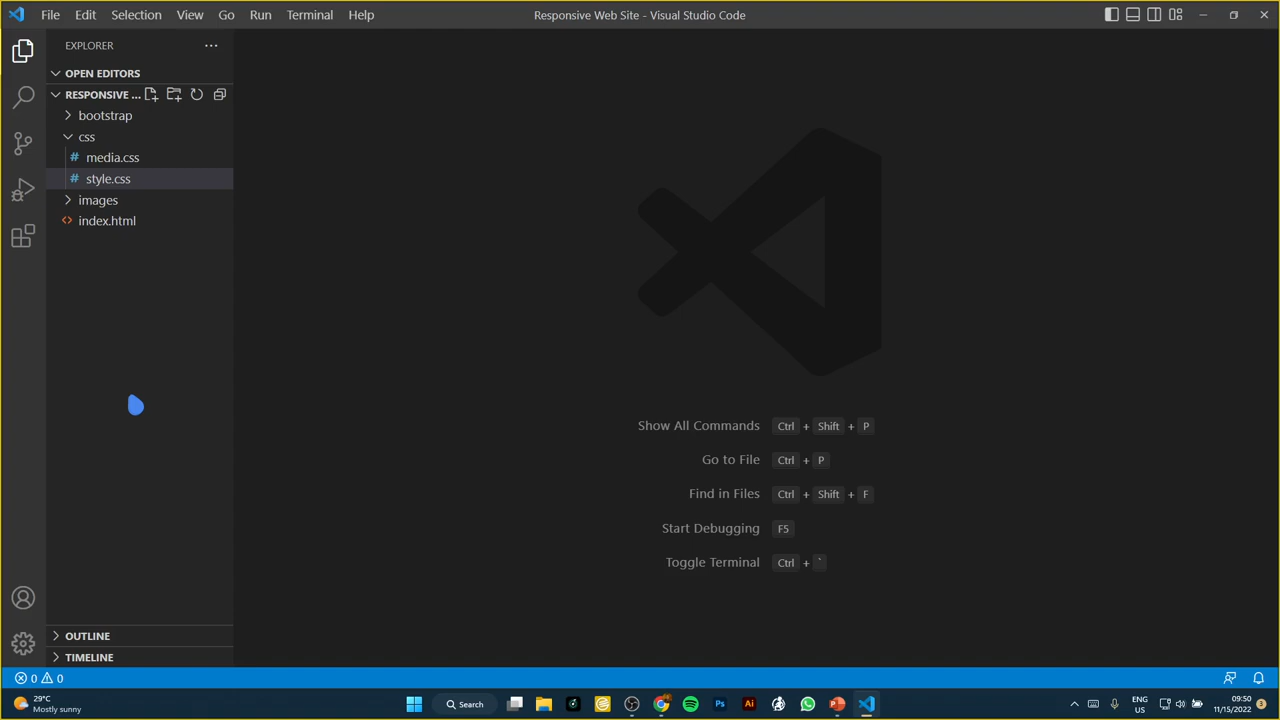 File Edit Selection View Go Run Terminal Help
Responsive Web Site - Visual Studio Code
EXPLORER
OPEN EDITORS
RESPONSIVE ...
bootstrap
css
# media.css
# style.css
images
<> index.html
Show All Commands Ctrl + Shift + P
Go to File Ctrl + P
Find in Files Ctrl + Shift + F
Start Debugging F5
Toggle Terminal Ctrl + `
OUTLINE
TIMELINE
0 0
29°C
Mostly sunny
Search
Ps
Ai
ENG
US
09:50
11/15/2022
3